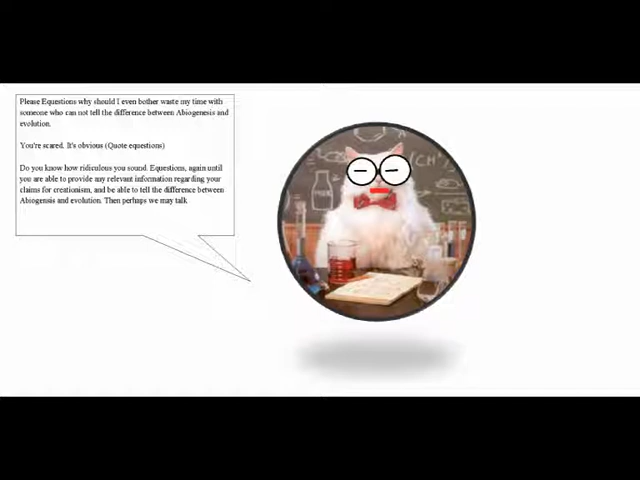 Please Equestions why should I even bother waste my time with
someone who can not tell the difference between Abiogenesis and
evolution.
You're scared. It's obvious (Quote equestions)
Do you know how ridiculous you sound. Equestions, again until
you are able to provide any relevant information regarding your
claims for creationism, and be able to tell the difference between
Abiogensis and evolution. Then perhaps we may talk